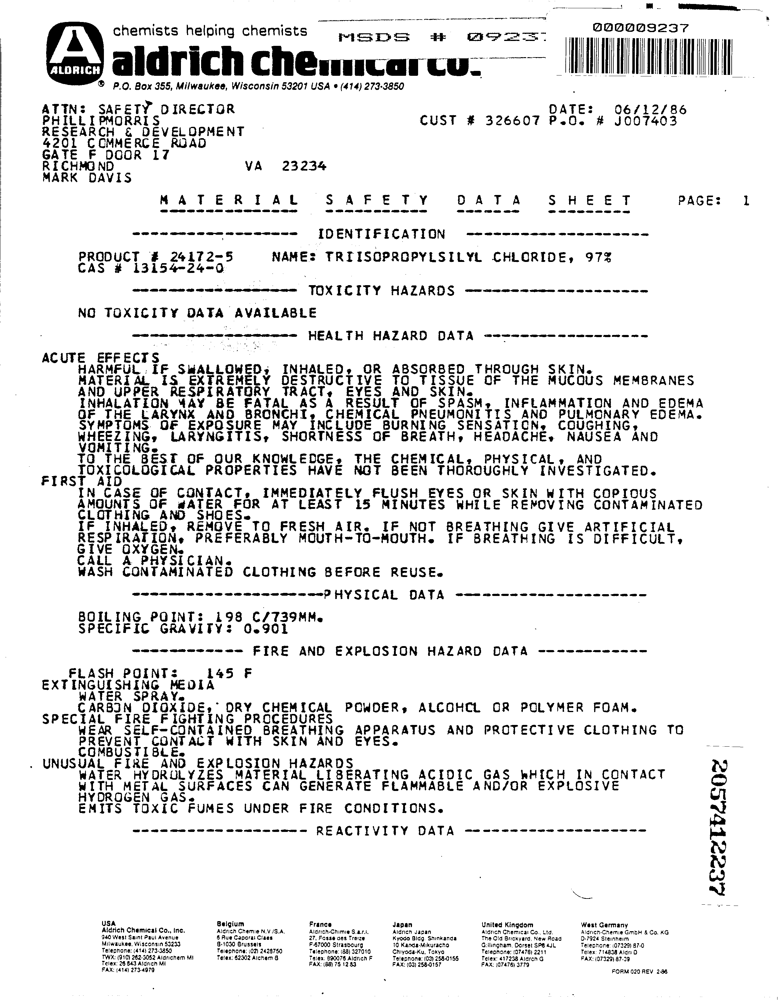 chemists helping chemists
MSDS # 0923
000009237
ALDRICH
aldrich chemical co.
P.O. Box 355, Milwaukee, Wisconsin 53201 USA • (414) 273-3850
ATTN: SAFETY DIRECTOR
DATE: 06/12/86
PHILLIPMORRIS
CUST # 326607 P.O. # J007403
RESEARCH & DEVELOPMENT
4201 COMMERCE ROAD
GATE F DOOR 17
RICHMOND VA 23234
MARK DAVIS
MATERIAL SAFETY DATA SHEET PAGE: 1
------------------- IDENTIFICATION --------------------
PRODUCT # 24172-5 NAME: TRIISOPROPYLSILYL CHLORIDE, 97%
CAS # 13154-24-0
------------------- TOXICITY HAZARDS --------------------
NO TOXICITY DATA AVAILABLE
------------------- HEALTH HAZARD DATA ------------------
ACUTE EFFECTS
HARMFUL IF SWALLOWED, INHALED, OR ABSORBED THROUGH SKIN.
MATERIAL IS EXTREMELY DESTRUCTIVE TO TISSUE OF THE MUCOUS MEMBRANES
AND UPPER RESPIRATORY TRACT, EYES AND SKIN.
INHALATION MAY BE FATAL AS A RESULT OF SPASM, INFLAMMATION AND EDEMA
OF THE LARYNX AND BRONCHI, CHEMICAL PNEUMONITIS AND PULMONARY EDEMA.
SYMPTOMS OF EXPOSURE MAY INCLUDE BURNING SENSATION, COUGHING,
WHEEZING, LARYNGITIS, SHORTNESS OF BREATH, HEADACHE, NAUSEA AND
VOMITING.
TO THE BEST OF OUR KNOWLEDGE, THE CHEMICAL, PHYSICAL, AND
TOXICOLOGICAL PROPERTIES HAVE NOT BEEN THOROUGHLY INVESTIGATED.
FIRST AID
IN CASE OF CONTACT, IMMEDIATELY FLUSH EYES OR SKIN WITH COPIOUS
AMOUNTS OF WATER FOR AT LEAST 15 MINUTES WHILE REMOVING CONTAMINATED
CLOTHING AND SHOES.
IF INHALED, REMOVE TO FRESH AIR. IF NOT BREATHING GIVE ARTIFICIAL
RESPIRATION, PREFERABLY MOUTH-TO-MOUTH. IF BREATHING IS DIFFICULT,
GIVE OXYGEN.
CALL A PHYSICIAN.
WASH CONTAMINATED CLOTHING BEFORE REUSE.
----------------------PHYSICAL DATA ---------------------
BOILING POINT: 198 C/739MM.
SPECIFIC GRAVITY: 0.901
------------- FIRE AND EXPLOSION HAZARD DATA ------------
FLASH POINT: 145 F
EXTINGUISHING MEDIA
WATER SPRAY.
CARBON DIOXIDE, DRY CHEMICAL POWDER, ALCOHOL OR POLYMER FOAM.
SPECIAL FIRE FIGHTING PROCEDURES
WEAR SELF-CONTAINED BREATHING APPARATUS AND PROTECTIVE CLOTHING TO
PREVENT CONTACT WITH SKIN AND EYES.
COMBUSTIBLE.
UNUSUAL FIRE AND EXPLOSION HAZARDS
WATER HYDROLYZES MATERIAL LIBERATING ACIDIC GAS WHICH IN CONTACT
WITH METAL SURFACES CAN GENERATE FLAMMABLE AND/OR EXPLOSIVE
HYDROGEN GAS.
EMITS TOXIC FUMES UNDER FIRE CONDITIONS.
-------------------- REACTIVITY DATA --------------------
2057412237
USA
Aldrich Chemical Co., Inc.
940 West Saint Paul Avenue
Milwaukee, Wisconsin 53233
Telephone: (414) 273-3850
TWX: (910) 262-3052 Aldrichem MI
Telex: 26 843 Aldrich MI
FAX: (414) 273-4979
Belgium
Aldrich Chemie N.V./S.A.
B-1030 Brussels
Telephone: (02) 2428750
Telex: 62302 Alchem B
France
Aldrich-Chimie S.a.r.l.
27, Fosse des Treize
F-67000 Strasbourg
Telephone: (88) 327010
Telex: 890076 Aldrich F
FAX: (88) 75 12 83
Japan
Aldrich Japan
Kyodo Bldg. Shinkanda
10 Kanda-Mikuracho
Chiyoda-Ku, Tokyo
Telephone: (03) 258-0155
FAX: (03) 258-0157
United Kingdom
Aldrich Chemical Co., Ltd.
The Old Brickyard, New Road
Gillingham, Dorset SP8 4JL
Telephone: (07476) 2211
Telex: 417238 Aldrch G
FAX: (07476) 3779
West Germany
Aldrich-Chemie GmbH & Co. KG
D-7924 Steinheim
Telephone: (07329) 87-0
Telex: 714838 Aldri D
FAX: (07329) 87-29
FORM 020 REV 2-86